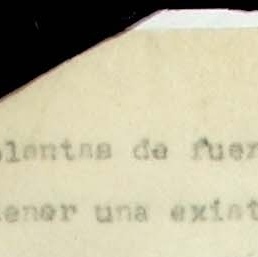 plantas de fuer
tener una exist